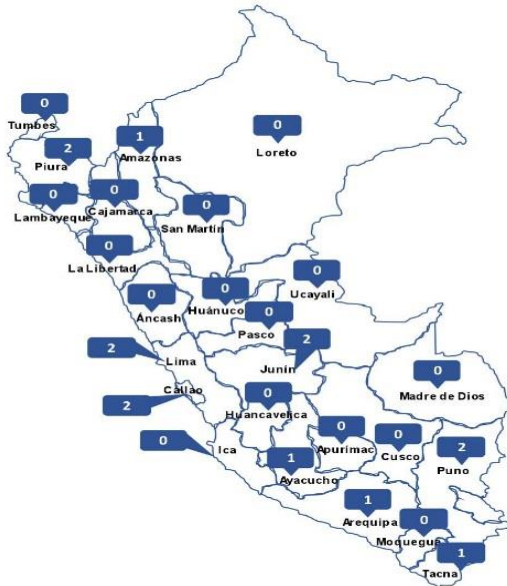 0
Tumbes
2
Piura
1
Amazonas
0
Loreto
0
Lambayeque
0
Cajamarca
0
San Martín
0
La Libertad
0
Áncash
0
Huánuco
0
Pasco
0
Ucayali
2
Lima
2
Callao
2
Junín
0
Madre de Dios
0
Huancavelica
0
Ica
1
Ayacucho
0
Apurímac
0
Cusco
2
Puno
1
Arequipa
0
Moquegua
1
Tacna